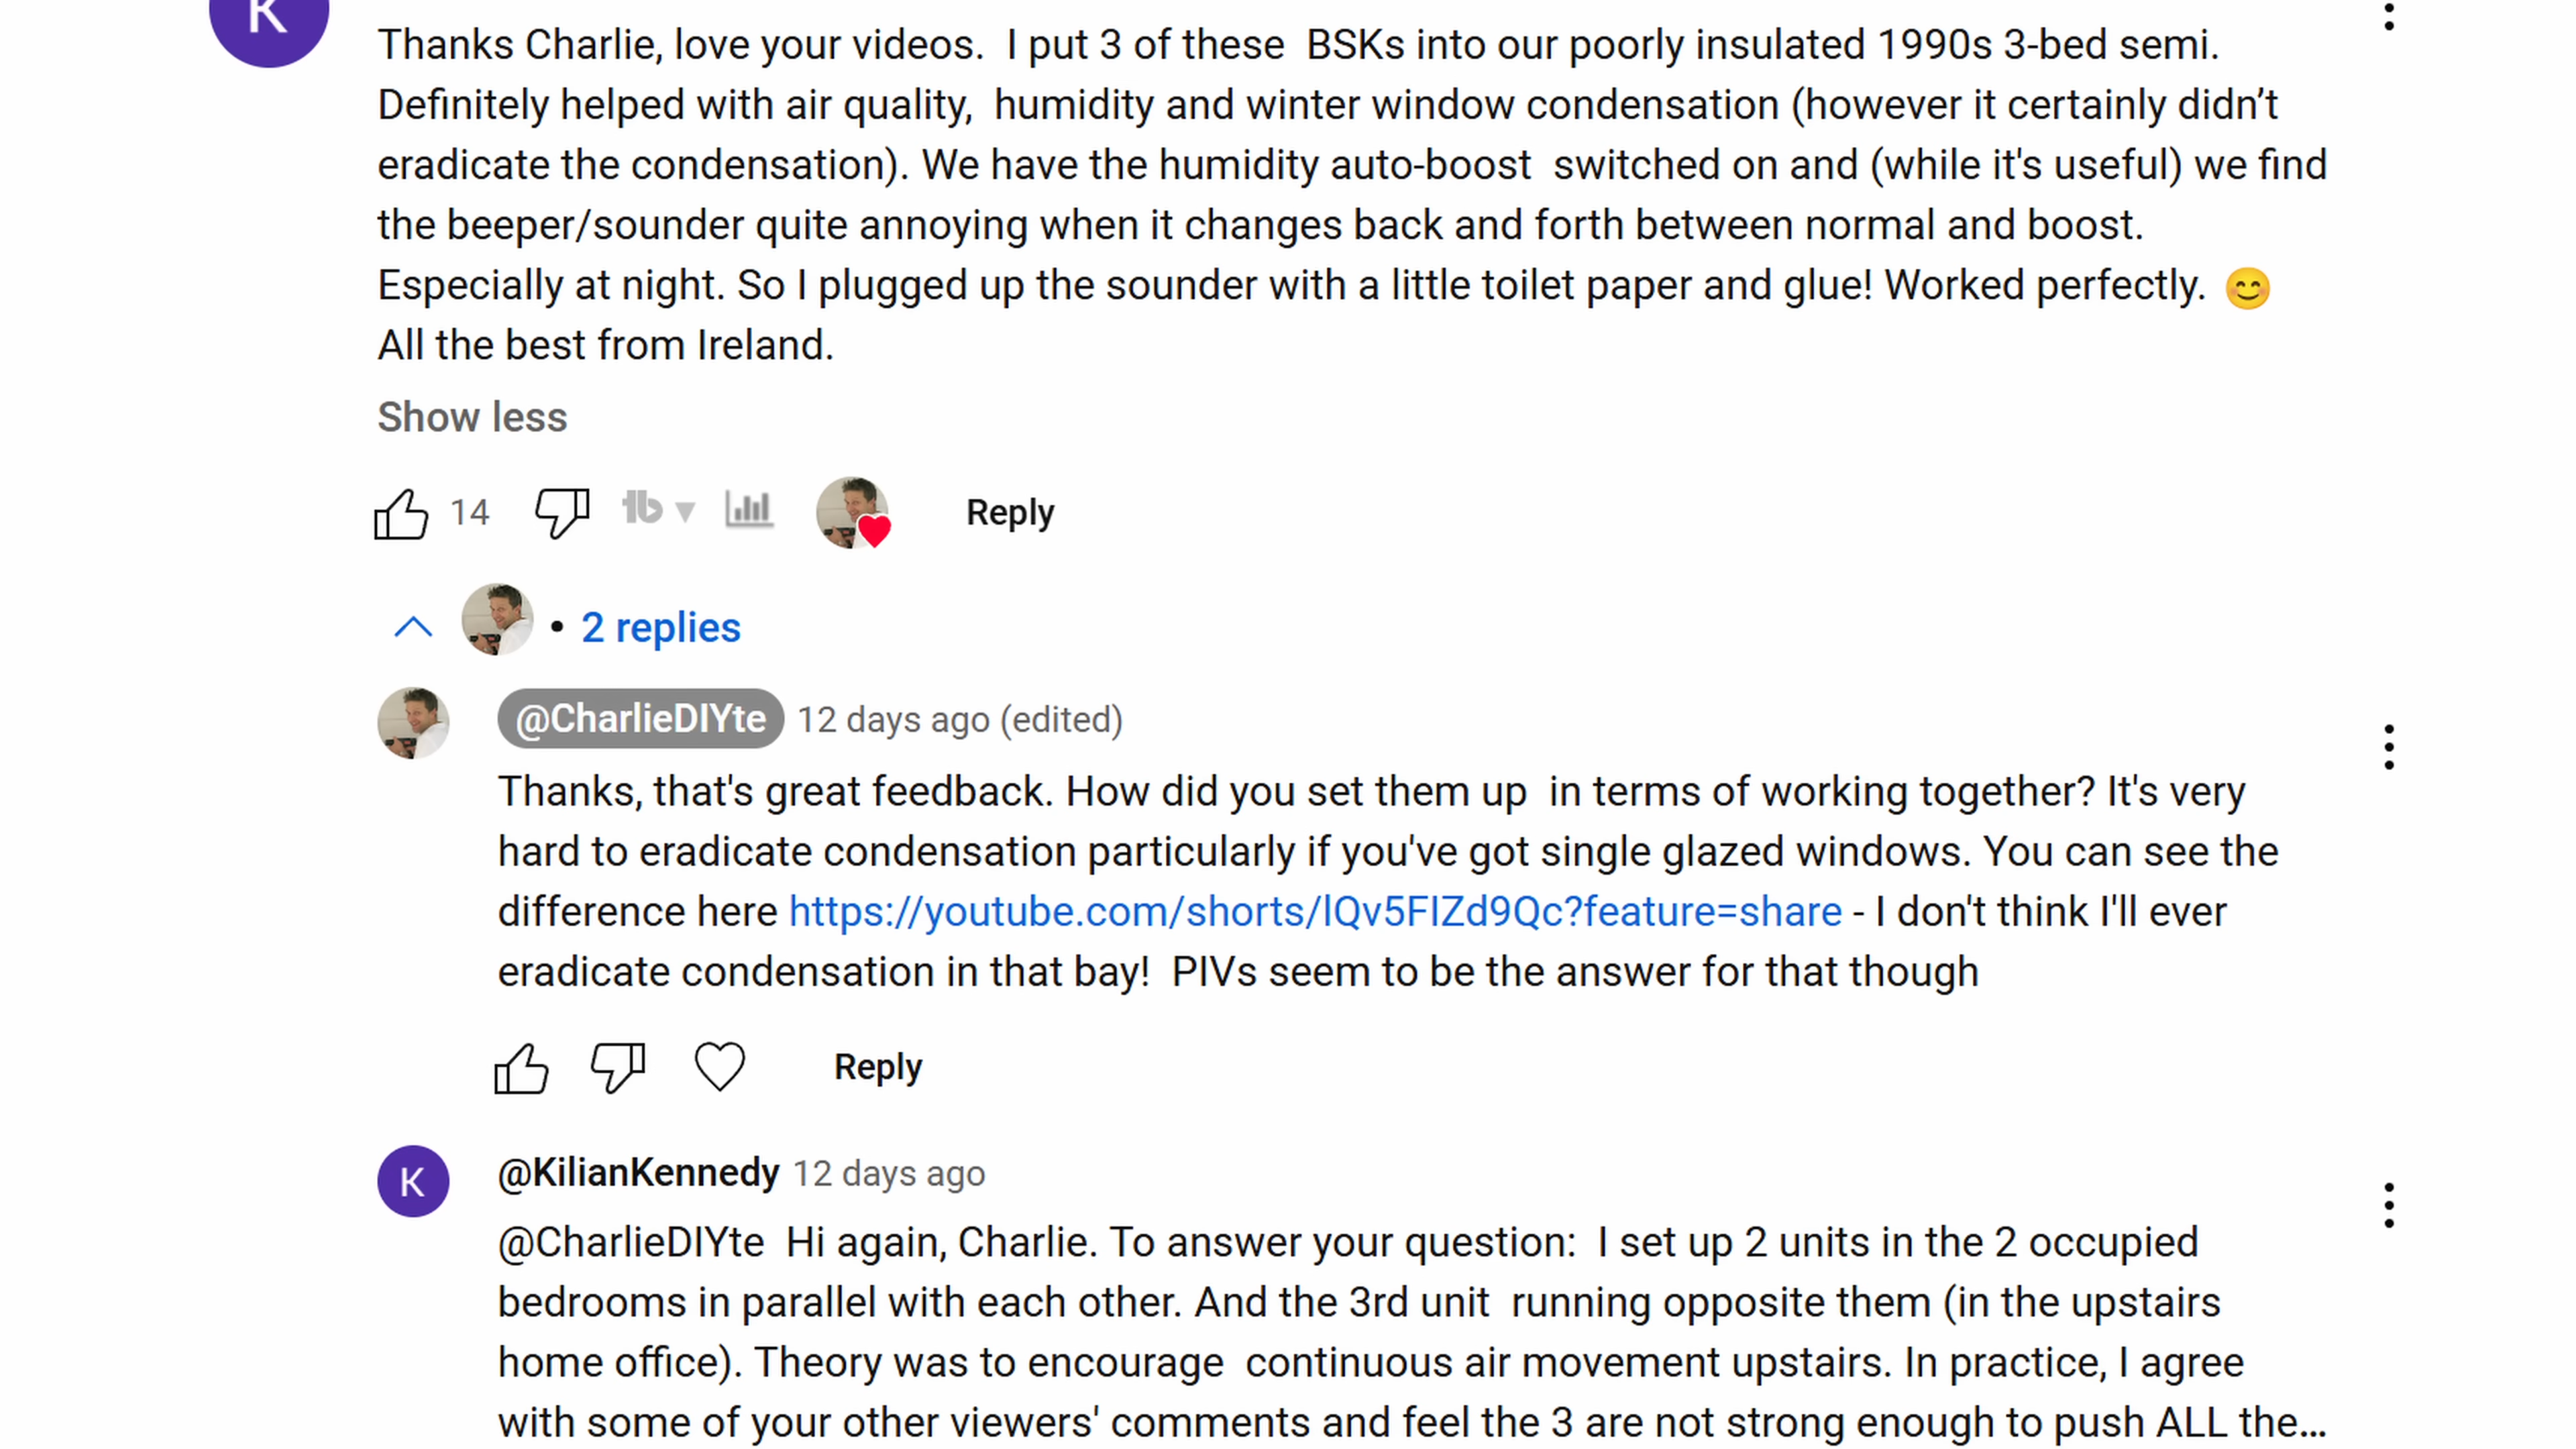 K
Thanks Charlie, love your videos.  I put 3 of these  BSKs into our poorly insulated 1990s 3-bed semi.
Definitely helped with air quality,  humidity and winter window condensation (however it certainly didn’t
eradicate the condensation). We have the humidity auto-boost  switched on and (while it's useful) we find
the beeper/sounder quite annoying when it changes back and forth between normal and boost.
Especially at night. So I plugged up the sounder with a little toilet paper and glue! Worked perfectly. 😊
All the best from Ireland.
Show less
14 tb Reply
2 replies
@CharlieDIYte 12 days ago (edited)
Thanks, that's great feedback. How did you set them up  in terms of working together? It's very
hard to eradicate condensation particularly if you've got single glazed windows. You can see the
difference here https://youtube.com/shorts/lQv5FIZd9Qc?feature=share - I don't think I'll ever
eradicate condensation in that bay!  PIVs seem to be the answer for that though
Reply
K @KilianKennedy 12 days ago
@CharlieDIYte  Hi again, Charlie. To answer your question:  I set up 2 units in the 2 occupied
bedrooms in parallel with each other. And the 3rd unit  running opposite them (in the upstairs
home office). Theory was to encourage  continuous air movement upstairs. In practice, I agree
with some of your other viewers' comments and feel the 3 are not strong enough to push ALL the...